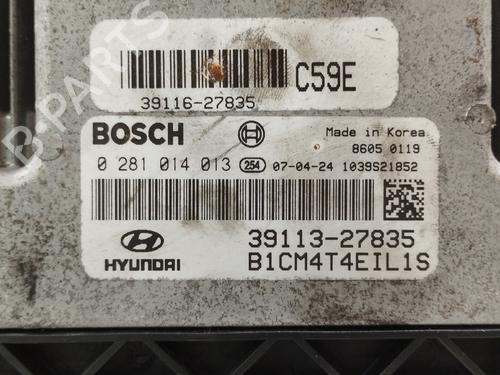 C59E
39116-27835
BOSCH
Made in Korea
8605 0119
0 281 014 013 254 07-04-24 1039S21852
39113-27835
HYUNDAI
B1CM4T4EIL1S
B-PARTS